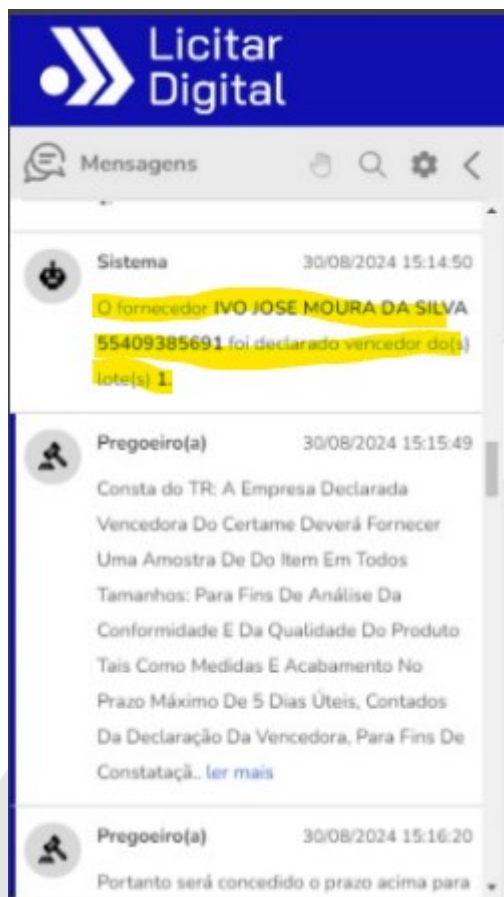 Licitar
Digital
Mensagens
Sistema 30/08/2024 15:14:50
O fornecedor IVO JOSE MOURA DA SILVA
55409385691 foi declarado vencedor do(s)
lote(s) 1.
Pregoeiro(a) 30/08/2024 15:15:49
Consta do TR: A Empresa Declarada
Vencedora Do Certame Deverá Fornecer
Uma Amostra De Do Item Em Todos
Tamanhos: Para Fins De Análise Da
Conformidade E Da Qualidade Do Produto
Tais Como Medidas E Acabamento No
Prazo Máximo De 5 Dias Úteis, Contados
Da Declaração Da Vencedora, Para Fins De
Constataçã.. ler mais
Pregoeiro(a) 30/08/2024 15:16:20
Portanto será concedido o prazo acima para